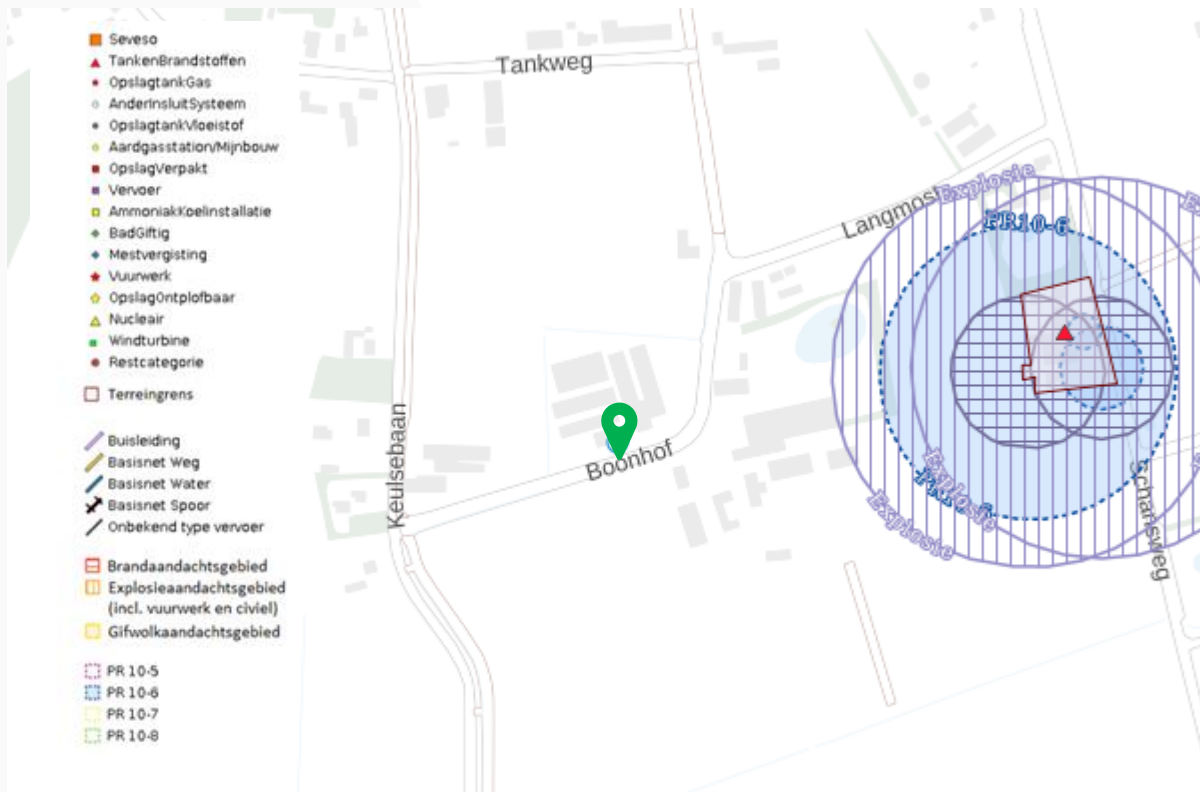 Seveso
TankenBrandstoffen
OpslagtankGas
AnderInsluitSysteem
OpslagtankVloeistof
Aardgasstation/Mijnbouw
OpslagVerpakt
Vervoer
AmmoniakKoelinstallatie
BadGiftig
Mestvergisting
Vuurwerk
OpslagOntplofbaar
Nucleair
Windturbine
Restcategorie
Terreingrens
Buisleiding
Basisnet Weg
Basisnet Water
Basisnet Spoor
Onbekend type vervoer
Brandaandachtsgebied
Explosieaandachtsgebied
(incl. vuurwerk en civiel)
Gifwolkaandachtsgebied
PR 10-5
PR 10-6
PR 10-7
PR 10-8
Tankweg
Explosie
PR10-6
Keulsebaan
Boonhof
Explosie
Explosie
Schansweg